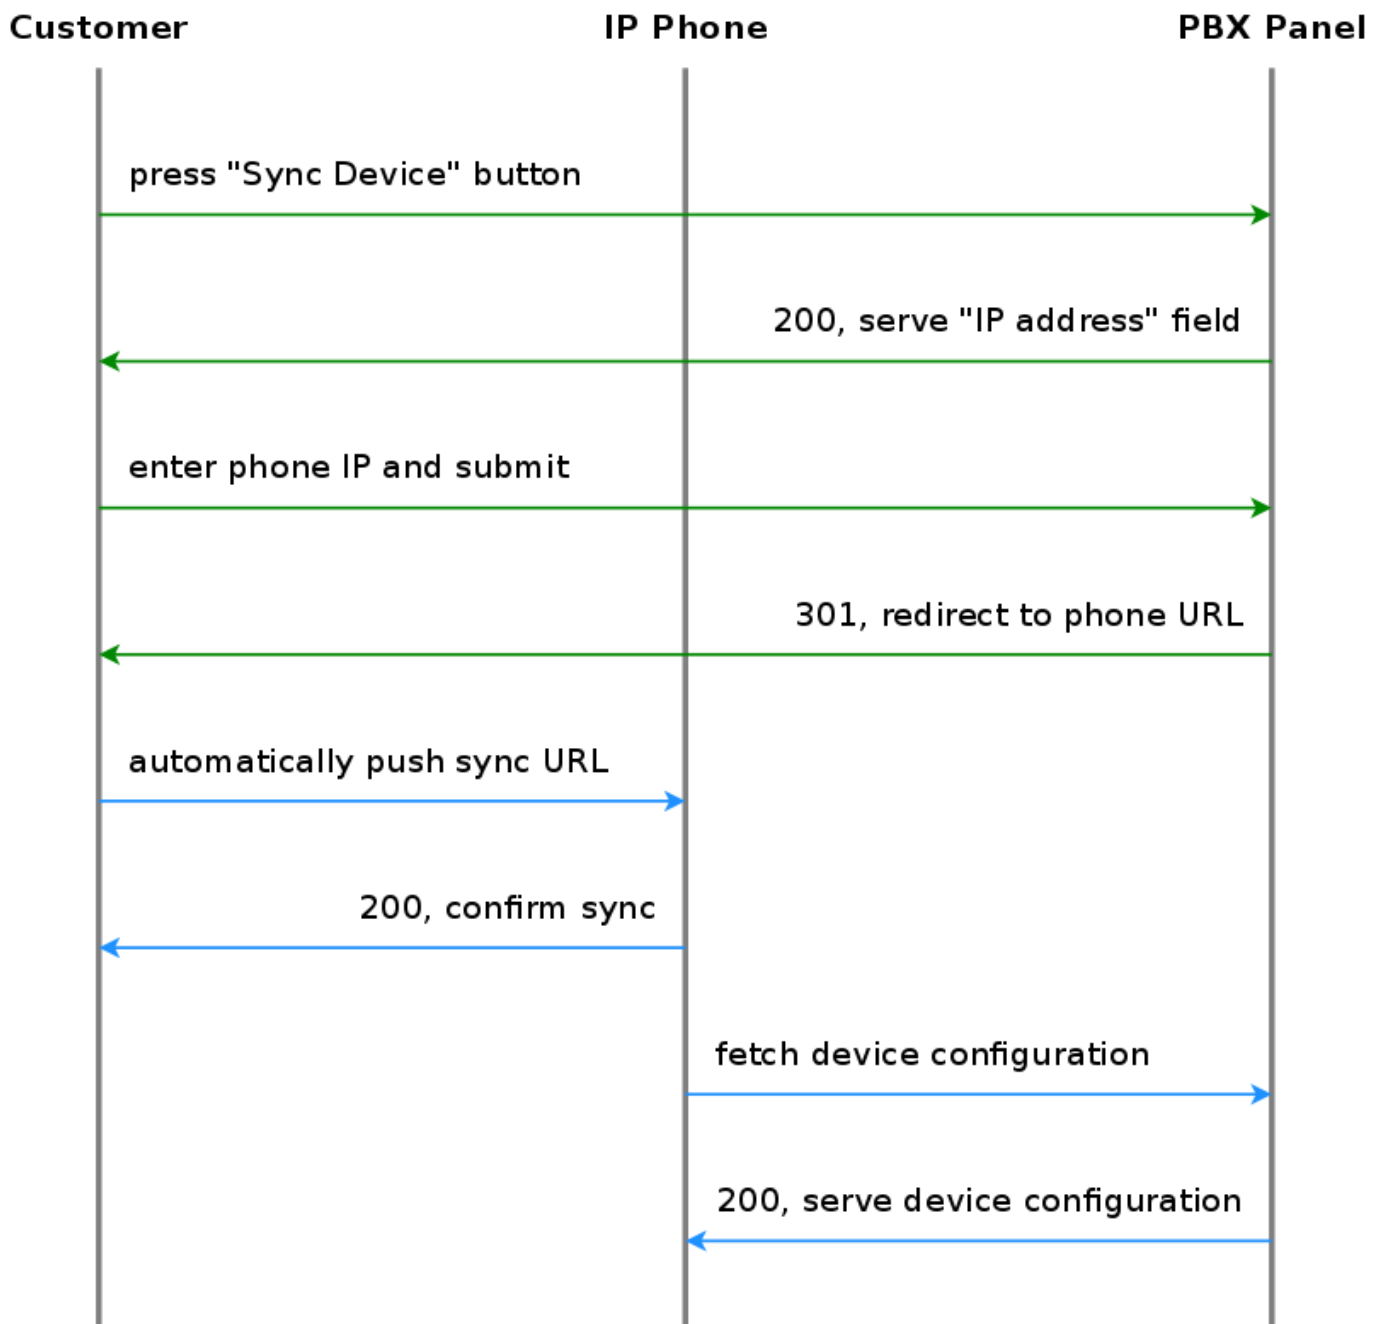 Customer IP Phone PBX Panel
press "Sync Device" button
200, serve "IP address" field
enter phone IP and submit
301, redirect to phone URL
automatically push sync URL
200, confirm sync
fetch device configuration
200, serve device configuration